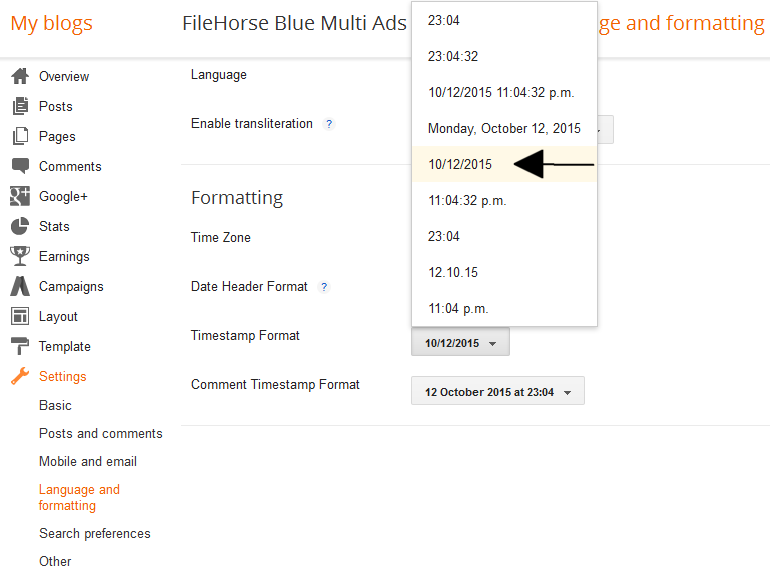 My blogs
FileHorse Blue Multi Ads
ge and formatting
Overview
Posts
Pages
Comments
Google+
Stats
Earnings
Campaigns
Layout
Template
Settings
Basic
Posts and comments
Mobile and email
Language and
formatting
Search preferences
Other
Language
Enable transliteration ?
Formatting
Time Zone
Date Header Format ?
Timestamp Format
Comment Timestamp Format
23:04
23:04:32
10/12/2015 11:04:32 p.m.
Monday, October 12, 2015
10/12/2015
11:04:32 p.m.
23:04
12.10.15
11:04 p.m.
10/12/2015
12 October 2015 at 23:04